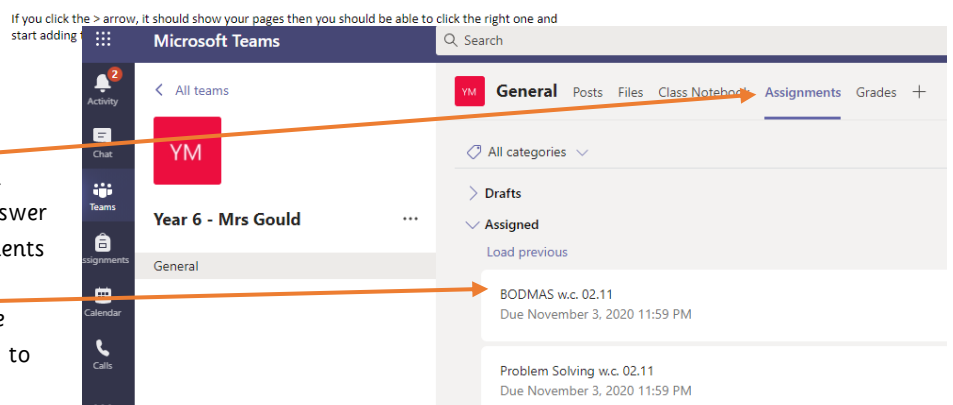 If you click the > arrow, it should show your pages then you should be able to click the right one and
start adding
Microsoft Teams
Search
2
Activity
Chat
Teams
ssignments
Calendar
Calls
swer
ents
e
to
< All teams
YM
Year 6 - Mrs Gould
...
General
YM
General Posts Files Class Notebook Assignments Grades +
All categories
> Drafts
Assigned
Load previous
BODMAS w.c. 02.11
Due November 3, 2020 11:59 PM
Problem Solving w.c. 02.11
Due November 3, 2020 11:59 PM